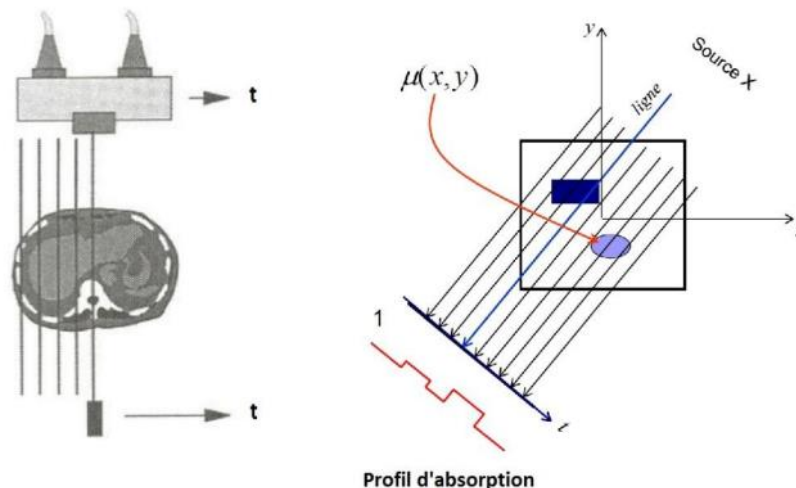 t
t
y
Source X
ligne
μ(x,y)
1
t
Profil d'absorption